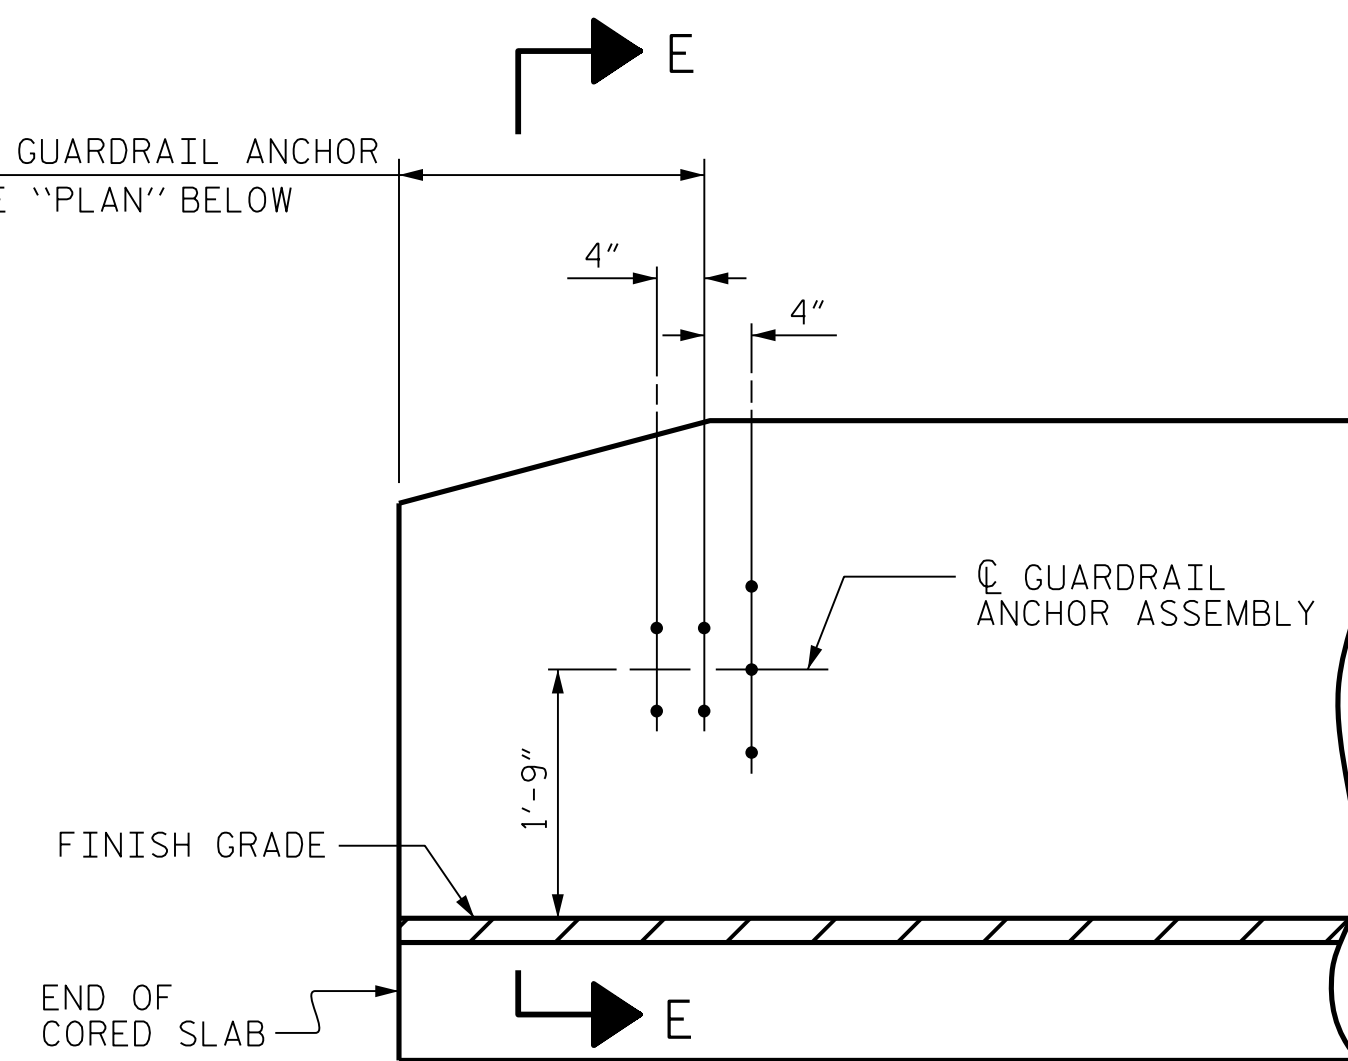 E
GUARDRAIL ANCHOR
"PLAN" BELOW
4"
4"
℄ GUARDRAIL
ANCHOR ASSEMBLY
1'-9"
FINISH GRADE
END OF
CORED SLAB
E